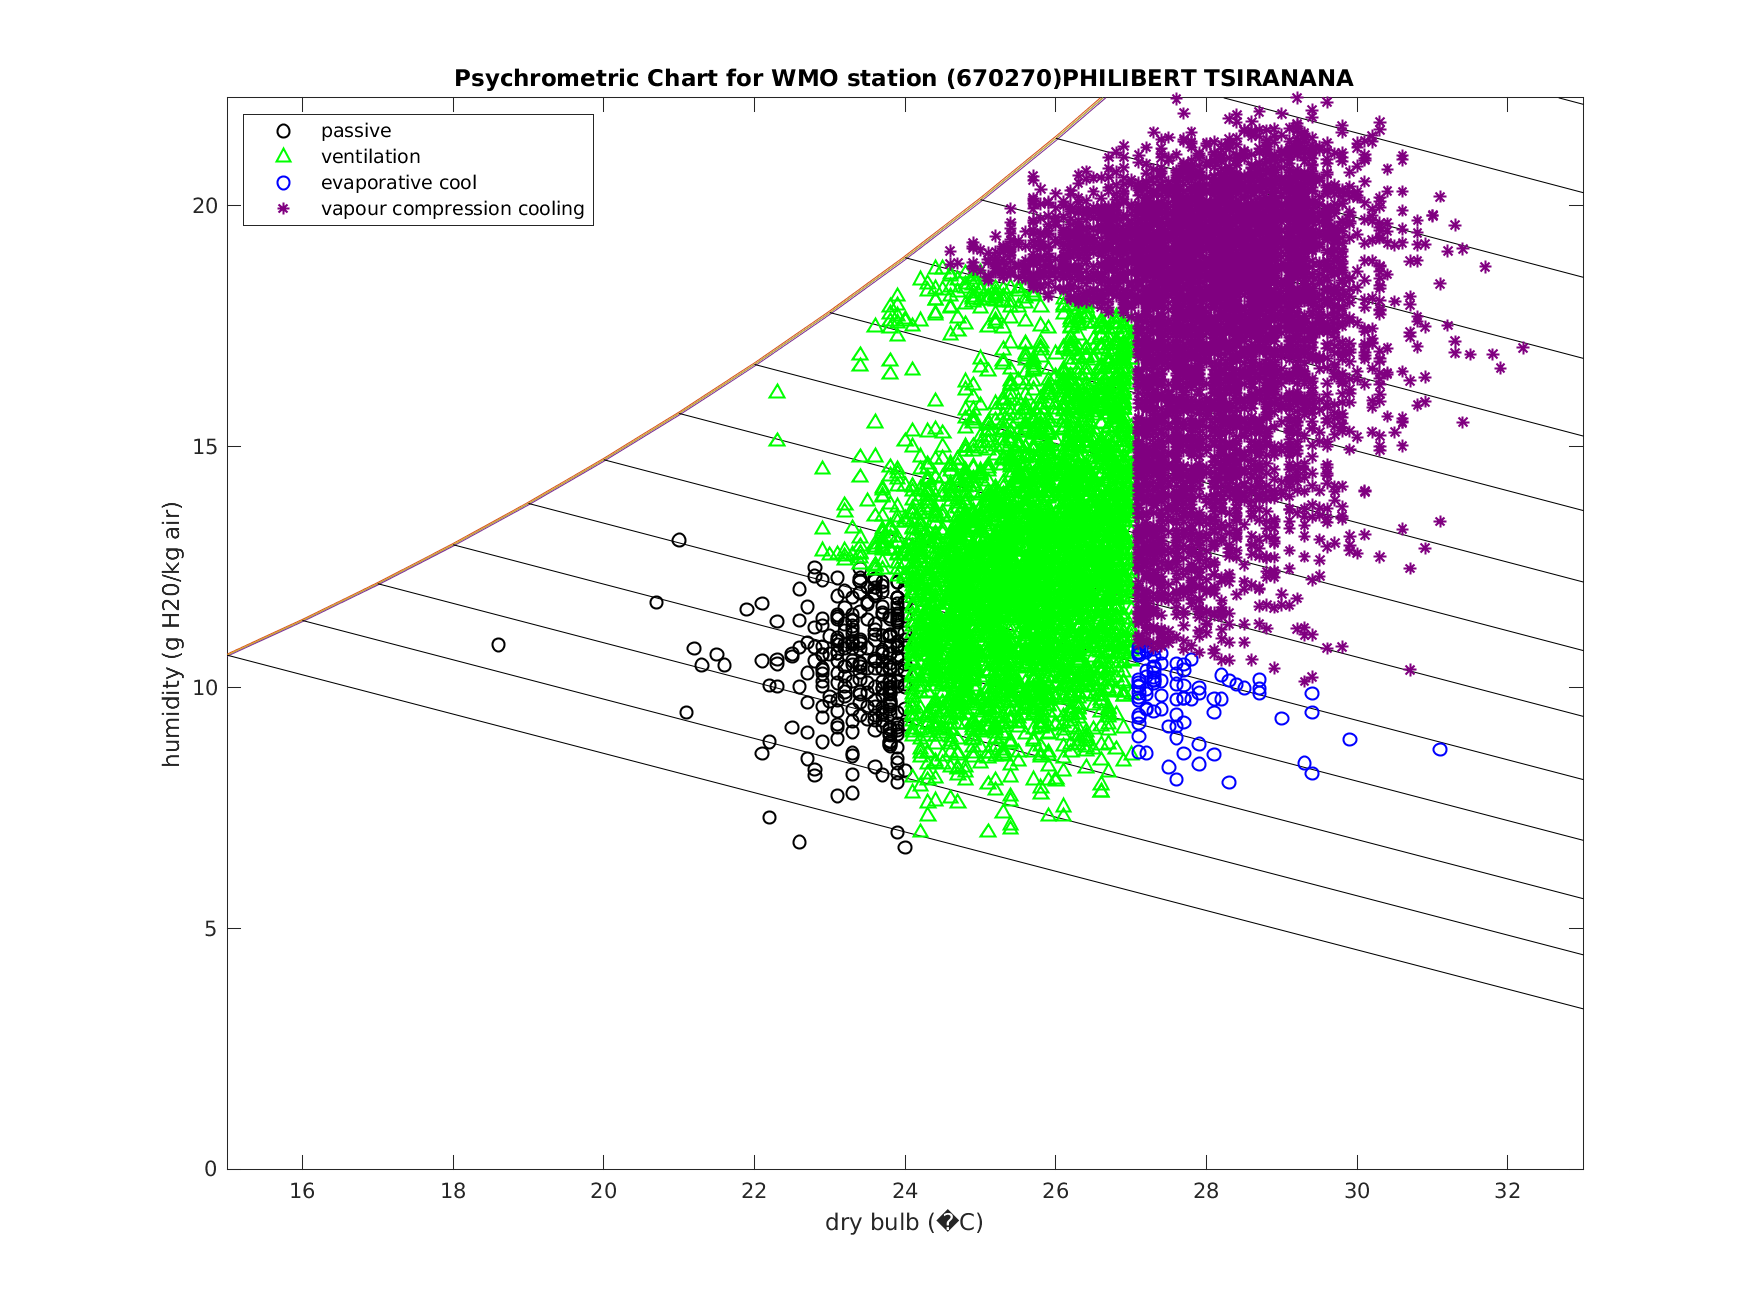 Psychrometric Chart for WMO station (670270)PHILIBERT TSIRANANA
passive
ventilation
evaporative cool
vapour compression cooling
humidity (g H20/kg air)
20
15
10
5
0
16 18 20 22 24 26 28 30 32
dry bulb (�C)